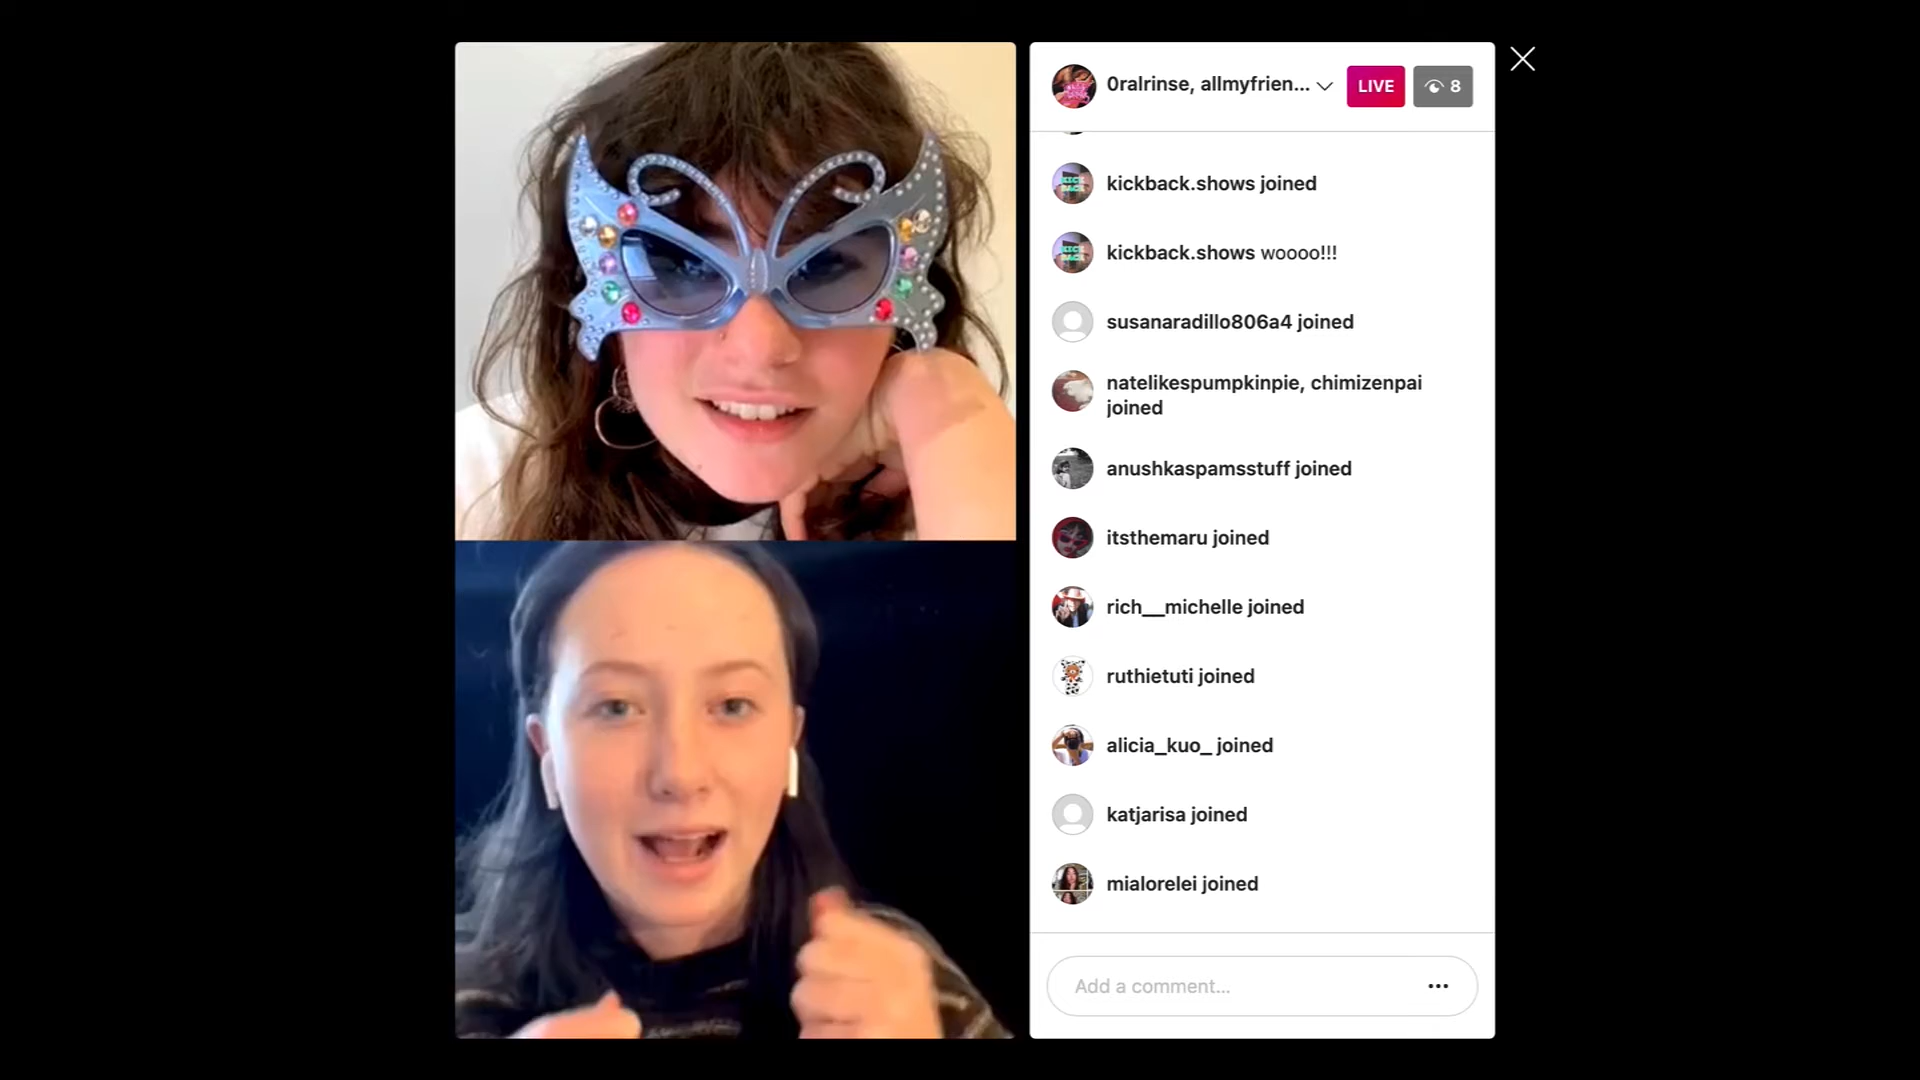 0ralrinse, allmyfrien...
LIVE
8
kickback.shows joined
kickback.shows woooo!!!
susanaradillo806a4 joined
natelikespumpkinpie, chimizenpai
joined
anushkaspamsstuff joined
itsthemaru joined
rich__michelle joined
ruthietuti joined
alicia_kuo_ joined
katjarisa joined
mialorelei joined
Add a comment...